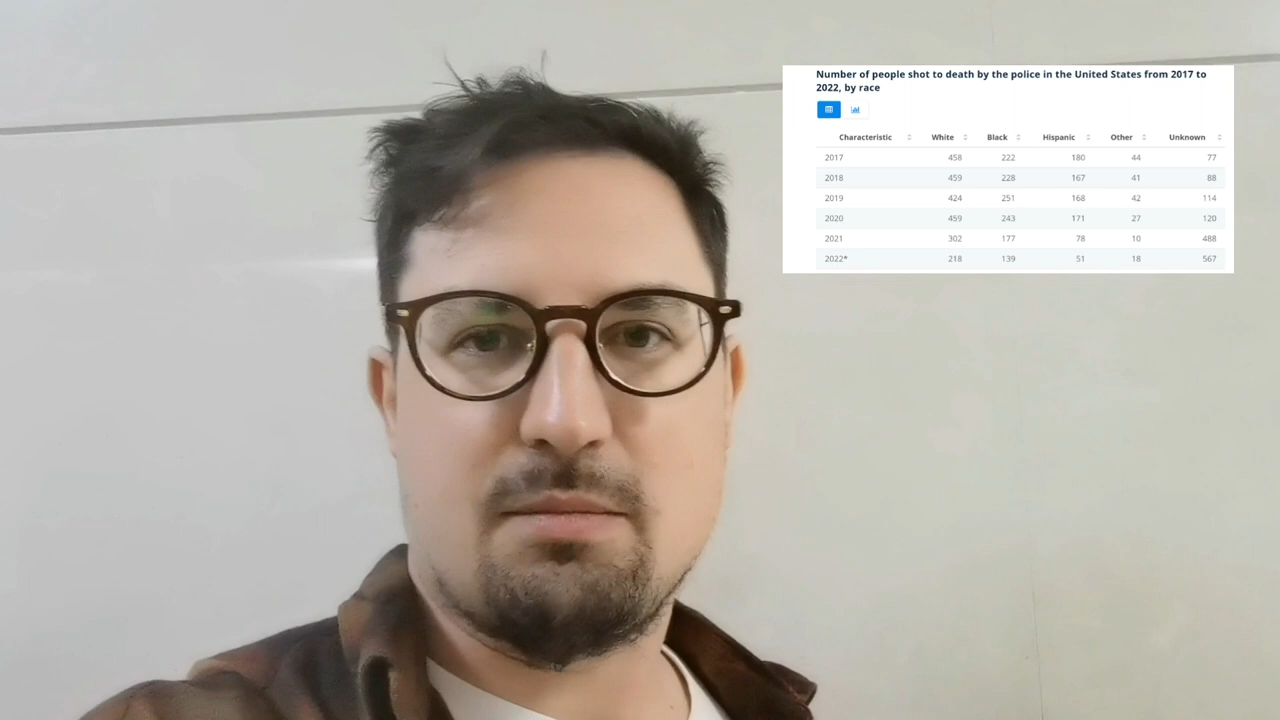 Number of people shot to death by the police in the United States from 2017 to
2022, by race
Characteristic White Black Hispanic Other Unknown
2017 458 222 180 44 77
2018 459 228 167 41 88
2019 424 251 168 42 114
2020 459 243 171 27 120
2021 302 177 78 10 488
2022* 218 139 51 18 567